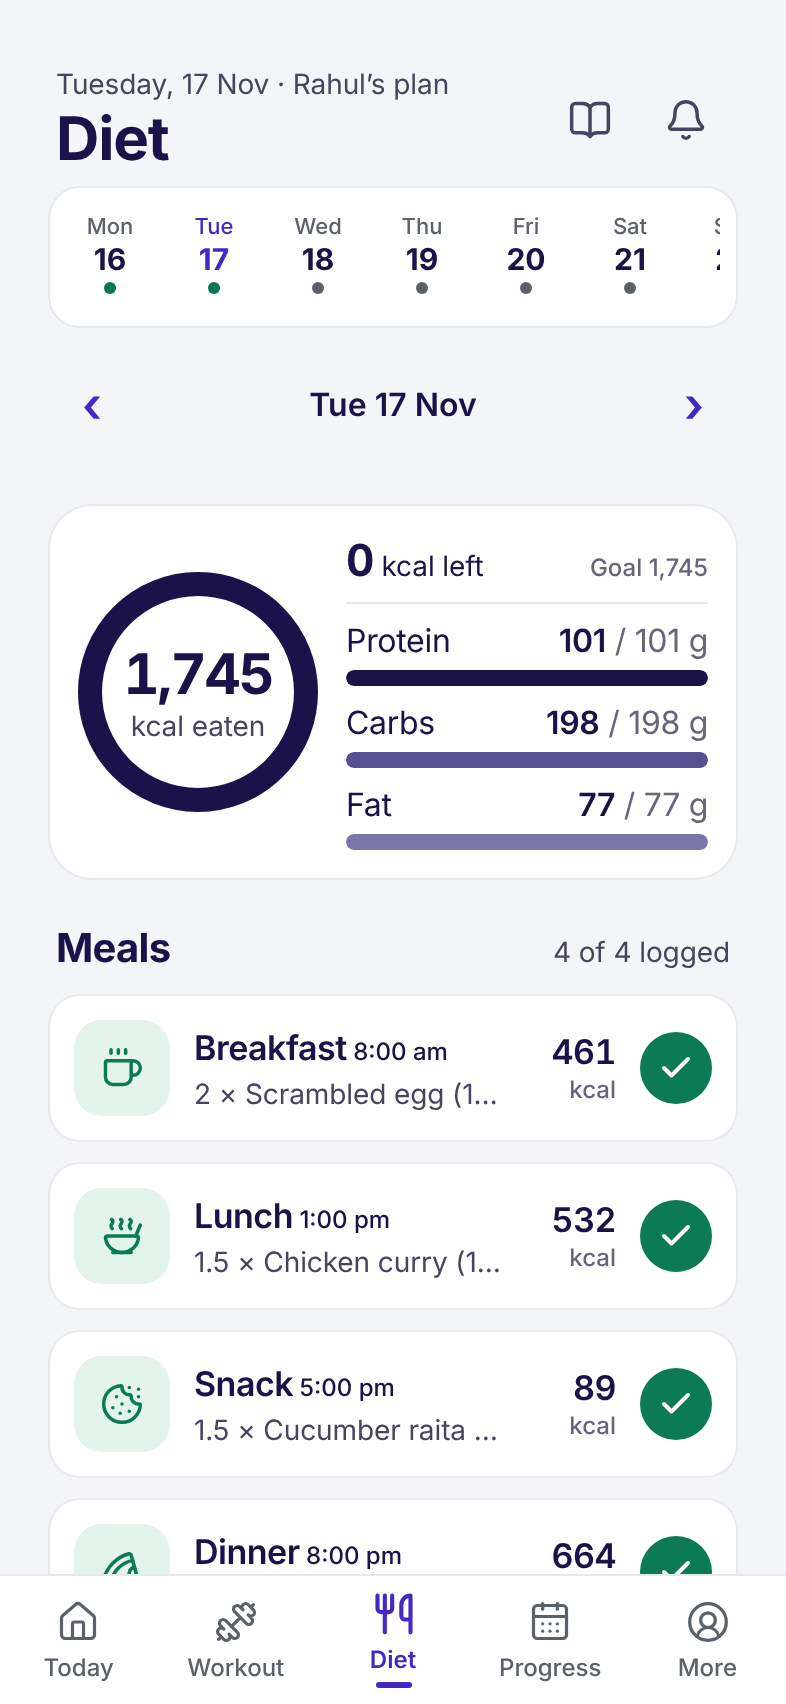 Tuesday, 17 Nov · Rahul’s plan
Diet
Mon Tue Wed Thu Fri Sat
16 17 18 19 20 21
‹ Tue 17 Nov ›
0 kcal left Goal 1,745
1,745
kcal eaten
Protein 101 / 101 g
Carbs 198 / 198 g
Fat 77 / 77 g
Meals 4 of 4 logged
Breakfast 8:00 am 461
2 × Scrambled egg (1... kcal
Lunch 1:00 pm 532
1.5 × Chicken curry (1... kcal
Snack 5:00 pm 89
1.5 × Cucumber raita ... kcal
Dinner 8:00 pm 664
Today Workout Diet Progress More